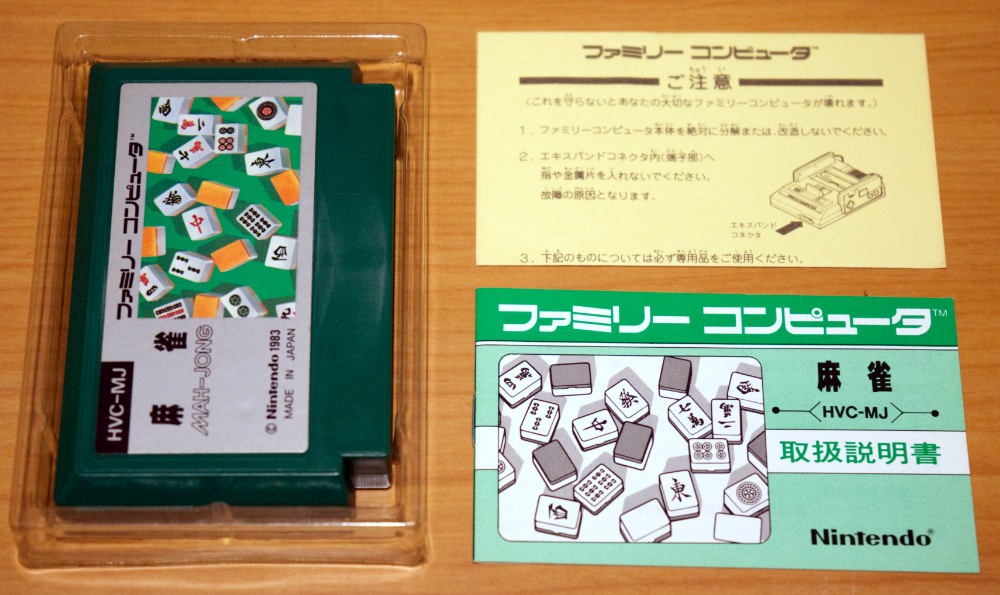 ファミリー コンピュータ™
麻雀
MAH-JONG
HVC-MJ
© Nintendo 1983
MADE IN JAPAN
ファミリー コンピュータ™
ちゅう い
ご注意
(これを守らないとあなたの大切なファミリーコンピュータが壊れます。)
1. ファミリーコンピュータ本体を絶対に分解または、改造しないでください。
2. エキスパンドコネクタ内(端子部)へ
指や金属片を入れないでください。
故障の原因となります。
エキスパンド
コネクタ
3. 下記のものについては必ず専用品をご使用ください。
ファミリー コンピュータ™
麻雀
HVC-MJ
取扱説明書
Nintendo®